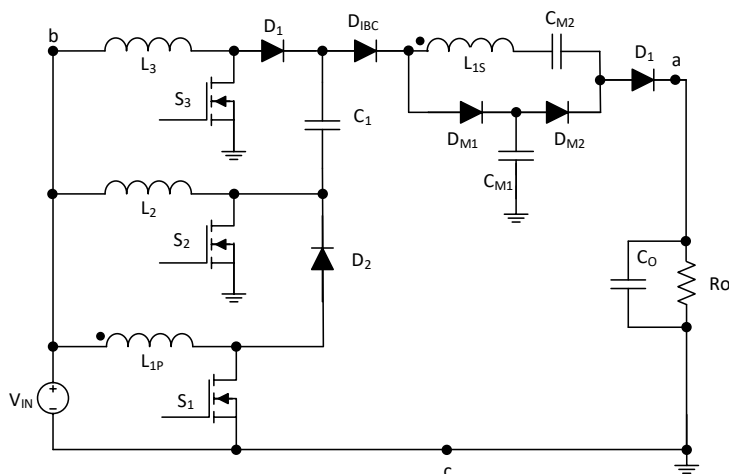 b
L3
D1
DIBC
L1S
CM2
D1
a
S3
C1
DM1
DM2
CM1
L2
S2
D2
CO
Ro
L1P
VIN
+
−
S1
c